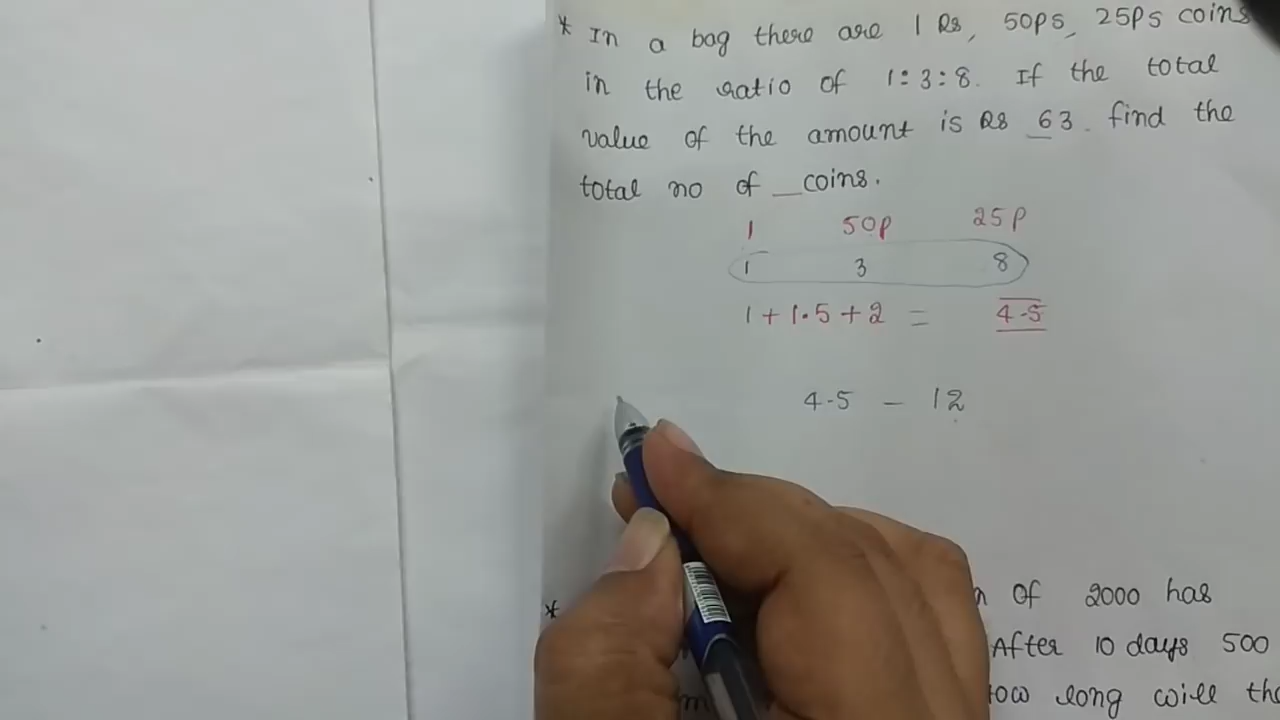 * In a bag there are 1 Rs, 50ps, 25ps coins
in the ratio of 1:3:8. If the total
value of the amount is Rs 63. find the
total no of _ coins.
1 50p 25p
1 3 8
1 + 1.5 + 2 = 4.5
4.5 - 12
* of 2000 has
After 10 days 500
how long will the